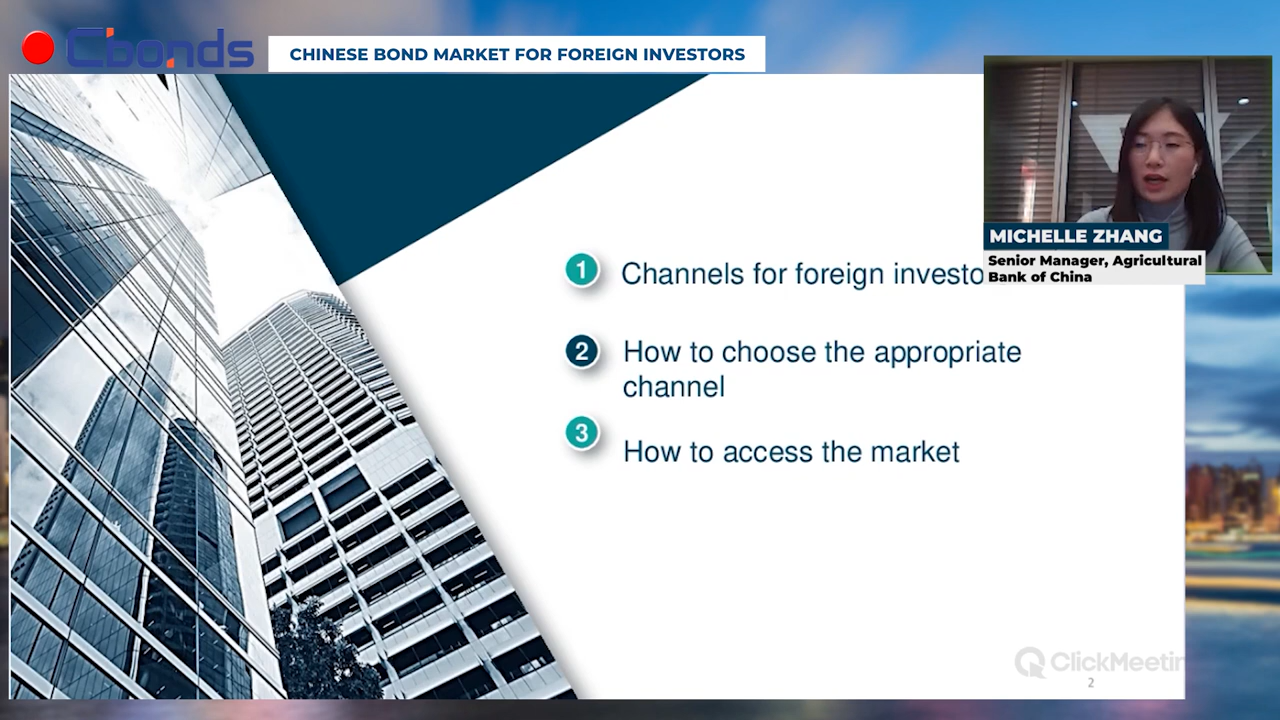 Cbonds
CHINESE BOND MARKET FOR FOREIGN INVESTORS
MICHELLE ZHANG
Senior Manager, Agricultural
Bank of China
1 Channels for foreign investo
2 How to choose the appropriate
channel
3 How to access the market
ClickMeetin
2